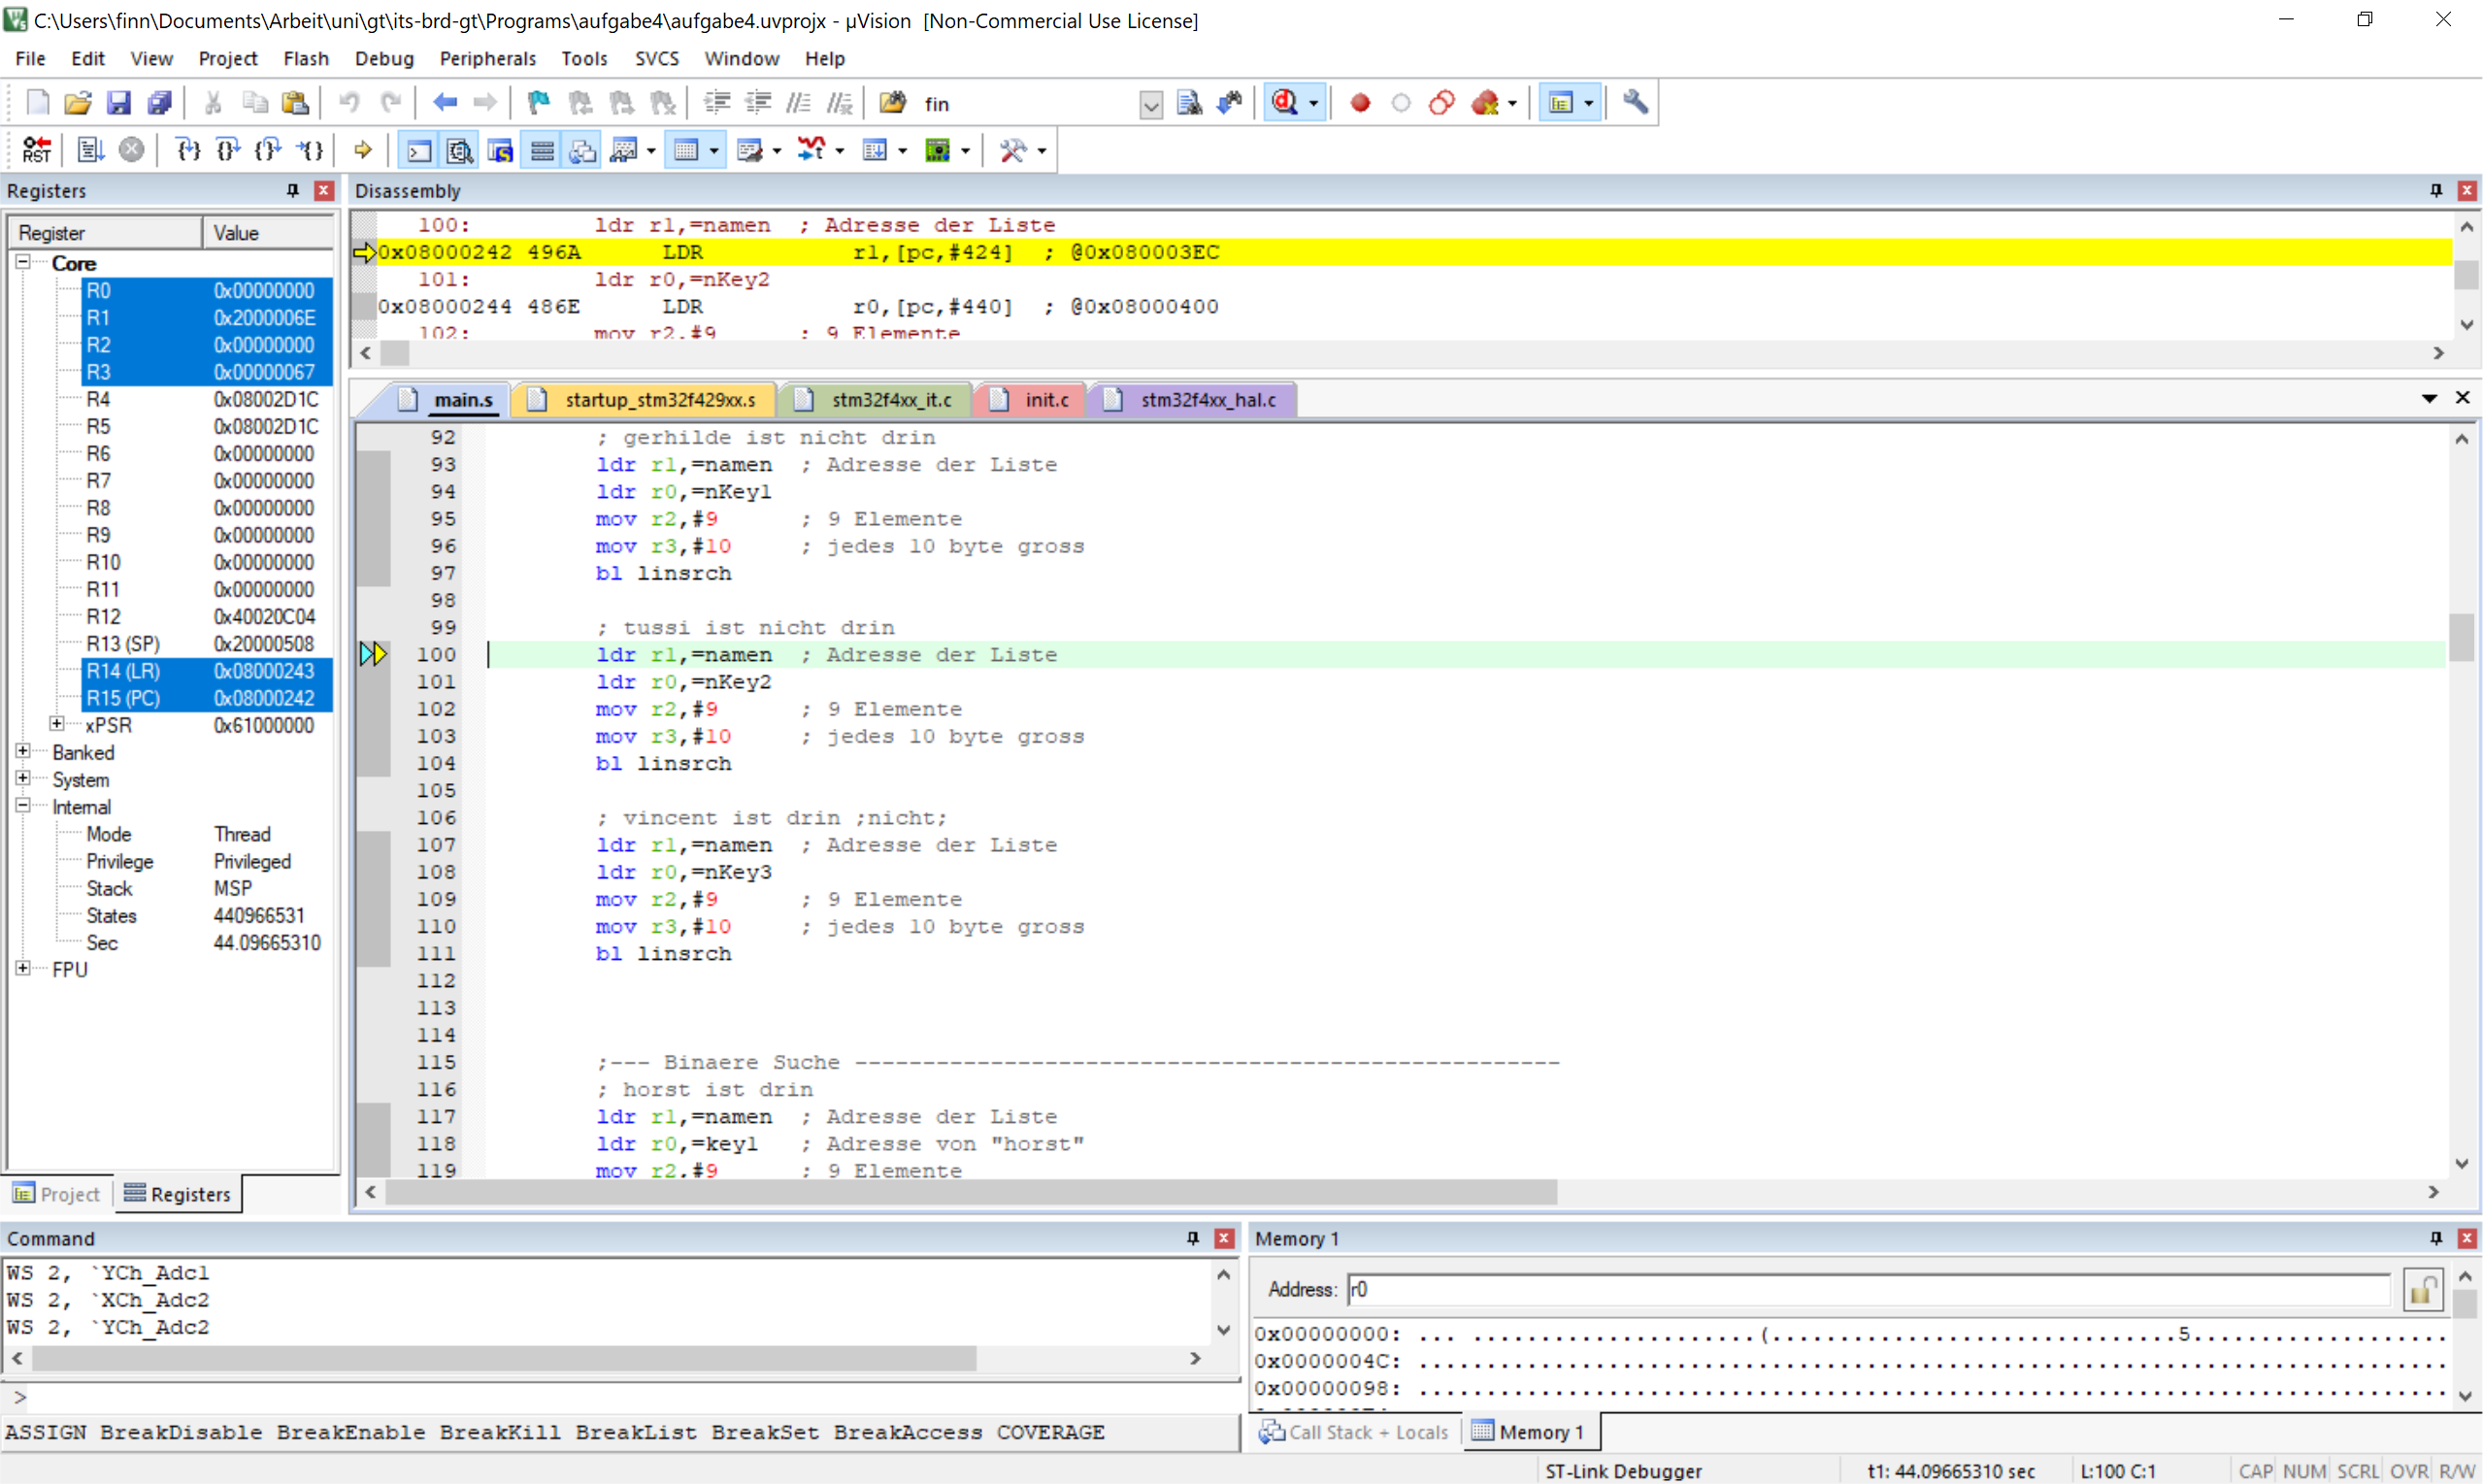 C:\Users\finn\Documents\Arbeit\uni\gt\its-brd-gt\Programs\aufgabe4\aufgabe4.uvprojx - µVision  [Non-Commercial Use License]
File Edit View Project Flash Debug Peripherals Tools SVCS Window Help
fin
RST
Registers
Register Value
Core
R0 0x00000000
R1 0x2000006E
R2 0x00000000
R3 0x00000067
R4 0x08002D1C
R5 0x08002D1C
R6 0x00000000
R7 0x00000000
R8 0x00000000
R9 0x00000000
R10 0x00000000
R11 0x00000000
R12 0x40020C04
R13 (SP) 0x20000508
R14 (LR) 0x08000243
R15 (PC) 0x08000242
xPSR 0x61000000
Banked
System
Internal
Mode Thread
Privilege Privileged
Stack MSP
States 440966531
Sec 44.09665310
FPU
Project Registers
Disassembly
100: ldr r1,=namen ; Adresse der Liste
0x08000242 496A LDR r1,[pc,#424] ; @0x080003EC
101: ldr r0,=nKey2
0x08000244 486E LDR r0,[pc,#440] ; @0x08000400
102: mov r2,#9 ; 9 Elemente
main.s startup_stm32f429xx.s stm32f4xx_it.c init.c stm32f4xx_hal.c
92 ; gerhilde ist nicht drin
93 ldr r1,=namen ; Adresse der Liste
94 ldr r0,=nKey1
95 mov r2,#9 ; 9 Elemente
96 mov r3,#10 ; jedes 10 byte gross
97 bl linsrch
98
99 ; tussi ist nicht drin
100 ldr r1,=namen ; Adresse der Liste
101 ldr r0,=nKey2
102 mov r2,#9 ; 9 Elemente
103 mov r3,#10 ; jedes 10 byte gross
104 bl linsrch
105
106 ; vincent ist drin ;nicht;
107 ldr r1,=namen ; Adresse der Liste
108 ldr r0,=nKey3
109 mov r2,#9 ; 9 Elemente
110 mov r3,#10 ; jedes 10 byte gross
111 bl linsrch
112
113
114
115 ;--- Binaere Suche ----------------------------------------------------
116 ; horst ist drin
117 ldr r1,=namen ; Adresse der Liste
118 ldr r0,=key1 ; Adresse von "horst"
119 mov r2,#9 ; 9 Elemente
Command
WS 2, `YCh_Adc1
WS 2, `XCh_Adc2
WS 2, `YCh_Adc2
>
ASSIGN BreakDisable BreakEnable BreakKill BreakList BreakSet BreakAccess COVERAGE
Memory 1
Address: r0
0x00000000: ... .....................(..............................5...................
0x0000004C: ............................................................................
0x00000098: ............................................................................
Call Stack + Locals Memory 1
ST-Link Debugger t1: 44.09665310 sec L:100 C:1 CAP NUM SCRL OVR R/W